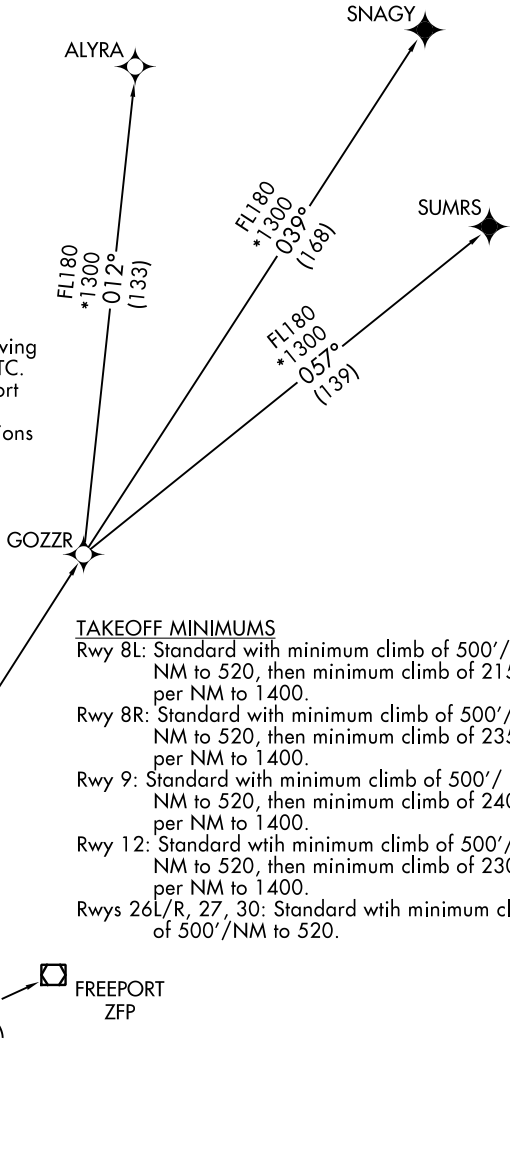 SNAGY
ALYRA
FL180
*1300
039°
(168)
SUMRS
FL180
*1300
012°
(133)
FL180
*1300
057°
(139)
GOZZR
TAKEOFF MINIMUMS
Rwy 8L: Standard with minimum climb of 500'/
NM to 520, then minimum climb of 215
per NM to 1400.
Rwy 8R: Standard with minimum climb of 500'/
NM to 520, then minimum climb of 235
per NM to 1400.
Rwy 9: Standard with minimum climb of 500'/
NM to 520, then minimum climb of 240
per NM to 1400.
Rwy 12: Standard wtih minimum climb of 500'/
NM to 520, then minimum climb of 230
per NM to 1400.
Rwys 26L/R, 27, 30: Standard wtih minimum
of 500'/NM to 520.
FREEPORT
ZFP